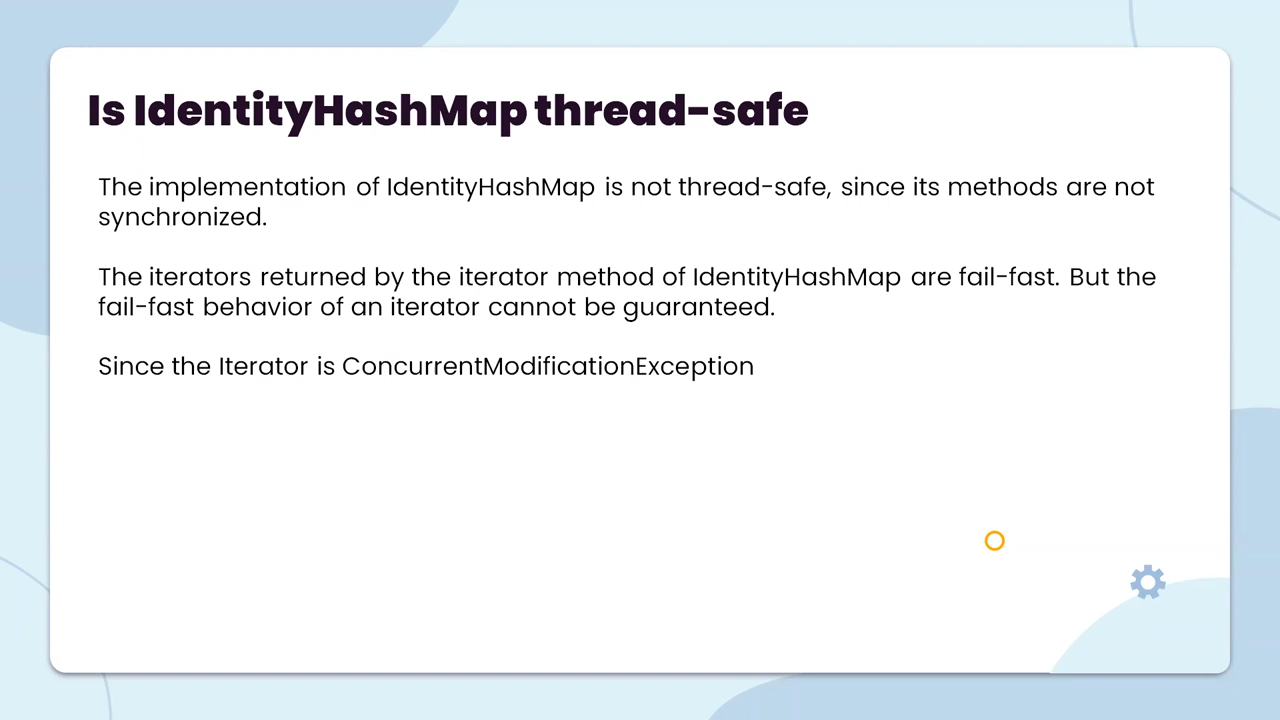 Is IdentityHashMap thread-safe
The implementation of IdentityHashMap is not thread-safe, since its methods are not
synchronized.
The iterators returned by the iterator method of IdentityHashMap are fail-fast. But the
fail-fast behavior of an iterator cannot be guaranteed.
Since the Iterator is ConcurrentModificationException